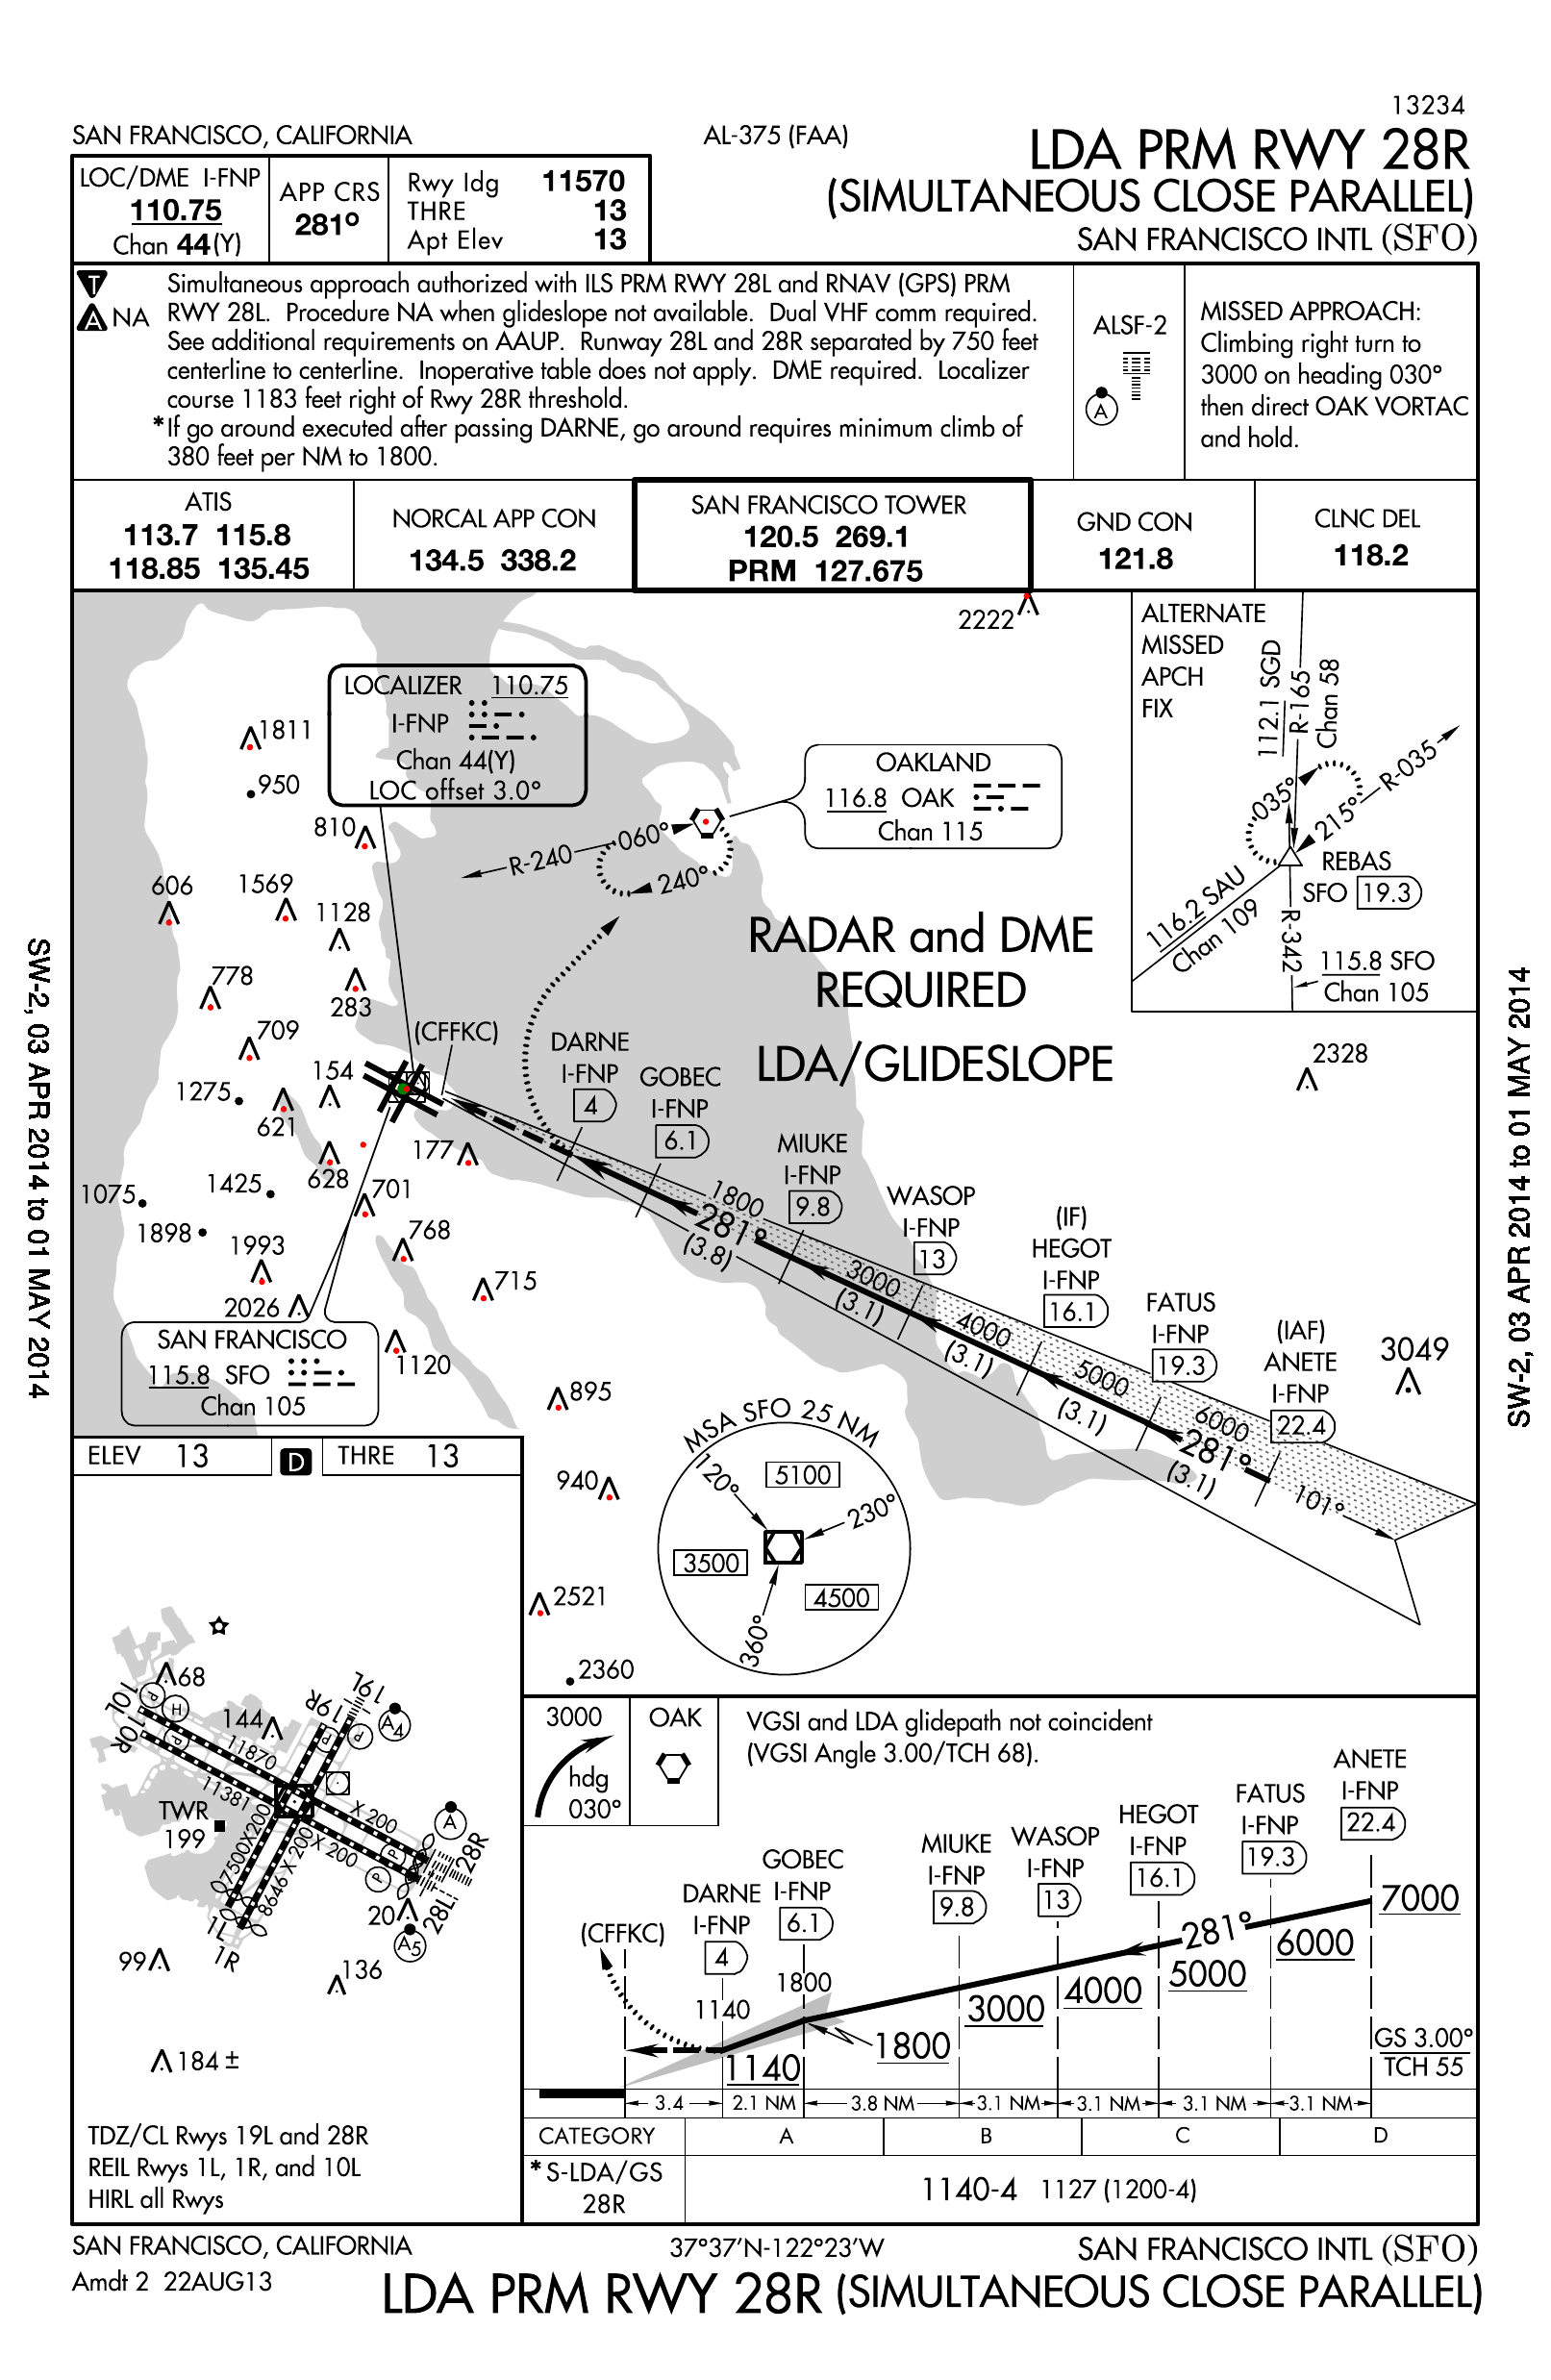 13234
SAN FRANCISCO, CALIFORNIA
AL-375 (FAA)
LDA PRM RWY 28R
(SIMULTANEOUS CLOSE PARALLEL)
SAN FRANCISCO INTL (SFO)
LOC/DME I-FNP
110.75
Chan 44(Y)
APP CRS
281°
Rwy Idg 11570
THRE 13
Apt Elev 13
T
A NA
Simultaneous approach authorized with ILS PRM RWY 28L and RNAV (GPS) PRM
RWY 28L. Procedure NA when glideslope not available. Dual VHF comm required.
See additional requirements on AAUP. Runway 28L and 28R separated by 750 feet
centerline to centerline. Inoperative table does not apply. DME required. Localizer
course 1183 feet right of Rwy 28R threshold.
*If go around executed after passing DARNE, go around requires minimum climb of
380 feet per NM to 1800.
ALSF-2
A
MISSED APPROACH:
Climbing right turn to
3000 on heading 030°
then direct OAK VORTAC
and hold.
ATIS
113.7 115.8
118.85 135.45
NORCAL APP CON
134.5 338.2
SAN FRANCISCO TOWER
120.5 269.1
PRM 127.675
GND CON
121.8
CLNC DEL
118.2
2222
ALTERNATE
MISSED
APCH
FIX
112.1 SGD
R-165
Chan 58
035°
215°
R-035
REBAS
SFO 19.3
116.2 SAU
Chan 109
R-342
115.8 SFO
Chan 105
LOCALIZER 110.75
I-FNP
Chan 44(Y)
LOC offset 3.0°
1811
950
810
OAKLAND
116.8 OAK
Chan 115
R-240
060°
240°
606
1569
1128
778
283
709
RADAR and DME
REQUIRED
LDA/GLIDESLOPE
(CFFKC)
154
1275
621
628
177
1075
1425
701
1898
1993
768
715
2026
1120
895
940
2521
2360
2328
3049
DARNE
I-FNP
4
GOBEC
I-FNP
6.1
MIUKE
I-FNP
9.8
WASOP
I-FNP
13
(IF)
HEGOT
I-FNP
16.1
FATUS
I-FNP
19.3
(IAF)
ANETE
I-FNP
22.4
1800
281°
(3.8)
3000
(3.1)
4000
(3.1)
5000
(3.1)
6000
281°
(3.1)
101°
SAN FRANCISCO
115.8 SFO
Chan 105
MSA SFO 25 NM
120°
5100
230°
3500
4500
360°
SW-2, 03 APR 2014 to 01 MAY 2014
SW-2, 03 APR 2014 to 01 MAY 2014
ELEV 13
D
THRE 13
68
10L
10R
P
H
P
144
19R
19L
P
P
A4
11870
11381
TWR
199
X 200
X 200
7500X200
8646 X 200
A
P
P
28R
28L
20
A5
1L
1R
99
136
184 ±
TDZ/CL Rwys 19L and 28R
REIL Rwys 1L, 1R, and 10L
HIRL all Rwys
3000
hdg
030°
OAK
VGSI and LDA glidepath not coincident
(VGSI Angle 3.00/TCH 68).
(CFFKC)
DARNE
I-FNP
4
GOBEC
I-FNP
6.1
MIUKE
I-FNP
9.8
WASOP
I-FNP
13
HEGOT
I-FNP
16.1
FATUS
I-FNP
19.3
ANETE
I-FNP
22.4
1140
1800
281°
7000
6000
5000
4000
3000
1800
1140
GS 3.00°
TCH 55
3.4
2.1 NM
3.8 NM
3.1 NM
3.1 NM
3.1 NM
3.1 NM
CATEGORY A B C D
*S-LDA/GS
28R
1140-4 1127 (1200-4)
SAN FRANCISCO, CALIFORNIA
Amdt 2 22AUG13
37°37'N-122°23'W
SAN FRANCISCO INTL (SFO)
LDA PRM RWY 28R (SIMULTANEOUS CLOSE PARALLEL)